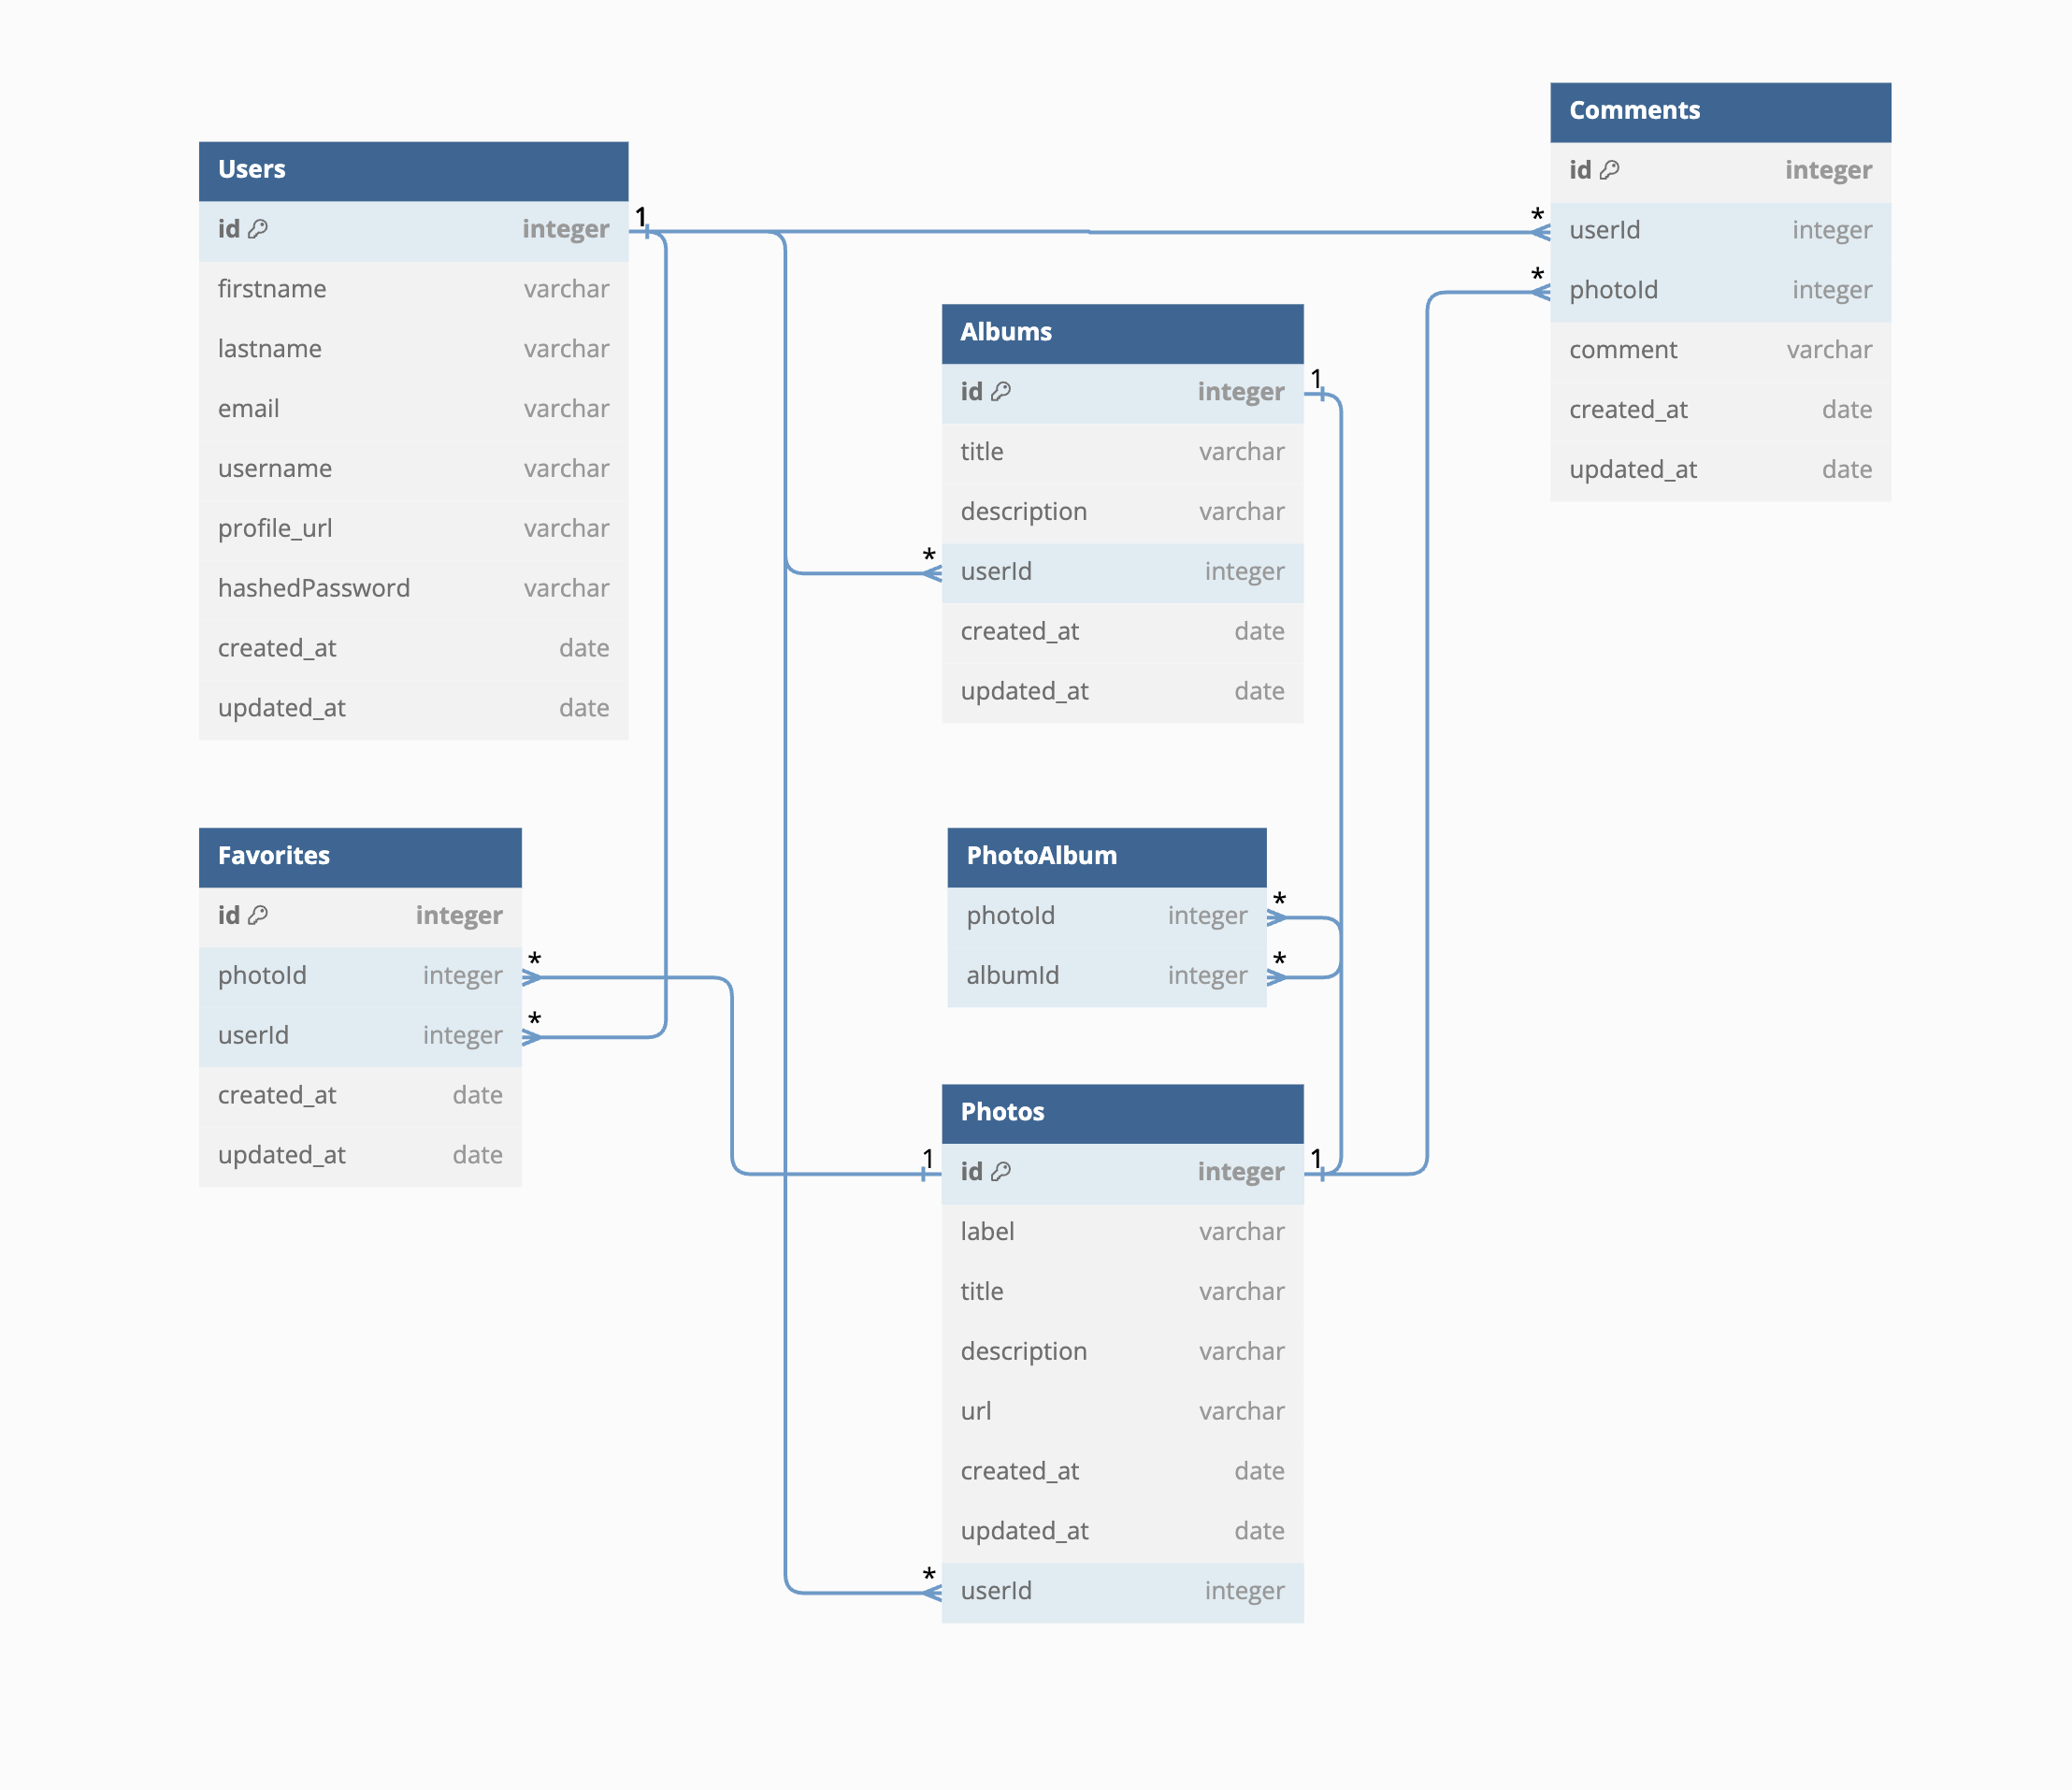 Users
id integer
firstname varchar
lastname varchar
email varchar
username varchar
profile_url varchar
hashedPassword varchar
created_at date
updated_at date
1
Comments
id integer
* userId integer
* photoId integer
comment varchar
created_at date
updated_at date
Albums
id integer 1
title varchar
description varchar
* userId integer
created_at date
updated_at date
Favorites
id integer
photoId integer *
userId integer *
created_at date
updated_at date
PhotoAlbum
photoId integer *
albumId integer *
Photos
1 id integer 1
label varchar
title varchar
description varchar
url varchar
created_at date
updated_at date
* userId integer